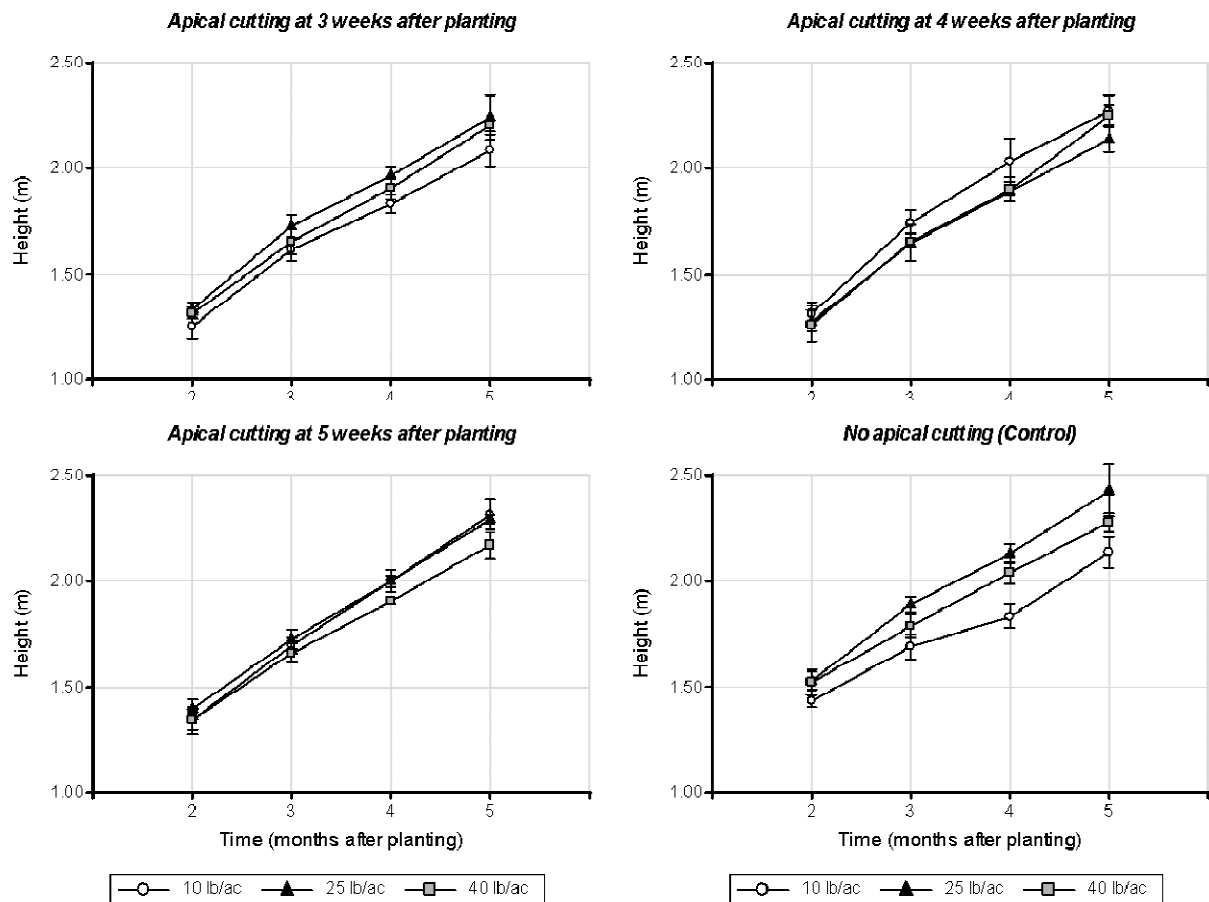 Apical cutting at 3 weeks after planting
2.50
2.00
1.50
1.00
Height (m)
2 3 4 5
Apical cutting at 4 weeks after planting
2.50
2.00
1.50
1.00
Height (m)
2 3 4 5
Apical cutting at 5 weeks after planting
2.50
2.00
1.50
1.00
Height (m)
2 3 4 5
Time (months after planting)
10 lb/ac 25 lb/ac 40 lb/ac
No apical cutting (Control)
2.50
2.00
1.50
1.00
Height (m)
2 3 4 5
Time (months after planting)
10 lb/ac 25 lb/ac 40 lb/ac